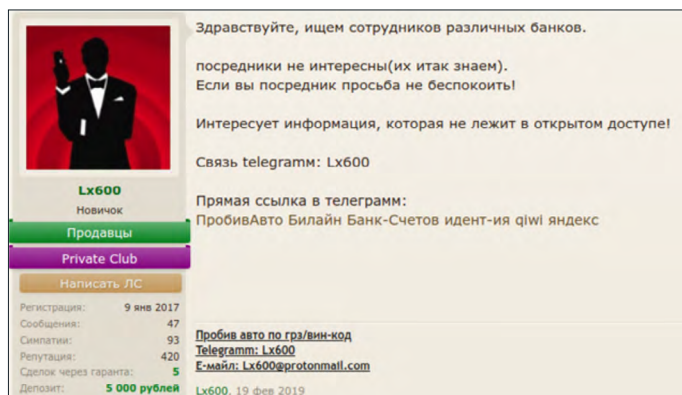 Здравствуйте, ищем сотрудников различных банков.
посредники не интересны(их итак знаем).
Если вы посредник просьба не беспокоить!
Интересует информация, которая не лежит в открытом доступе!
Связь telegramm: Lx600
Прямая ссылка в телеграмм:
ПробивАвто Билайн Банк-Счетов идент-ия qiwi яндекс
Lx600
Новичок
Продавцы
Private Club
Написать ЛС
Регистрация: 9 янв 2017
Сообщения: 47
Симпатии: 93
Репутация: 420
Сделок через гаранта: 5
Депозит: 5 000 рублей
Пробив авто по грз/вин-код
Telegramm: Lx600
Е-майл: Lx600@protonmail.com
Lx600, 19 фев 2019